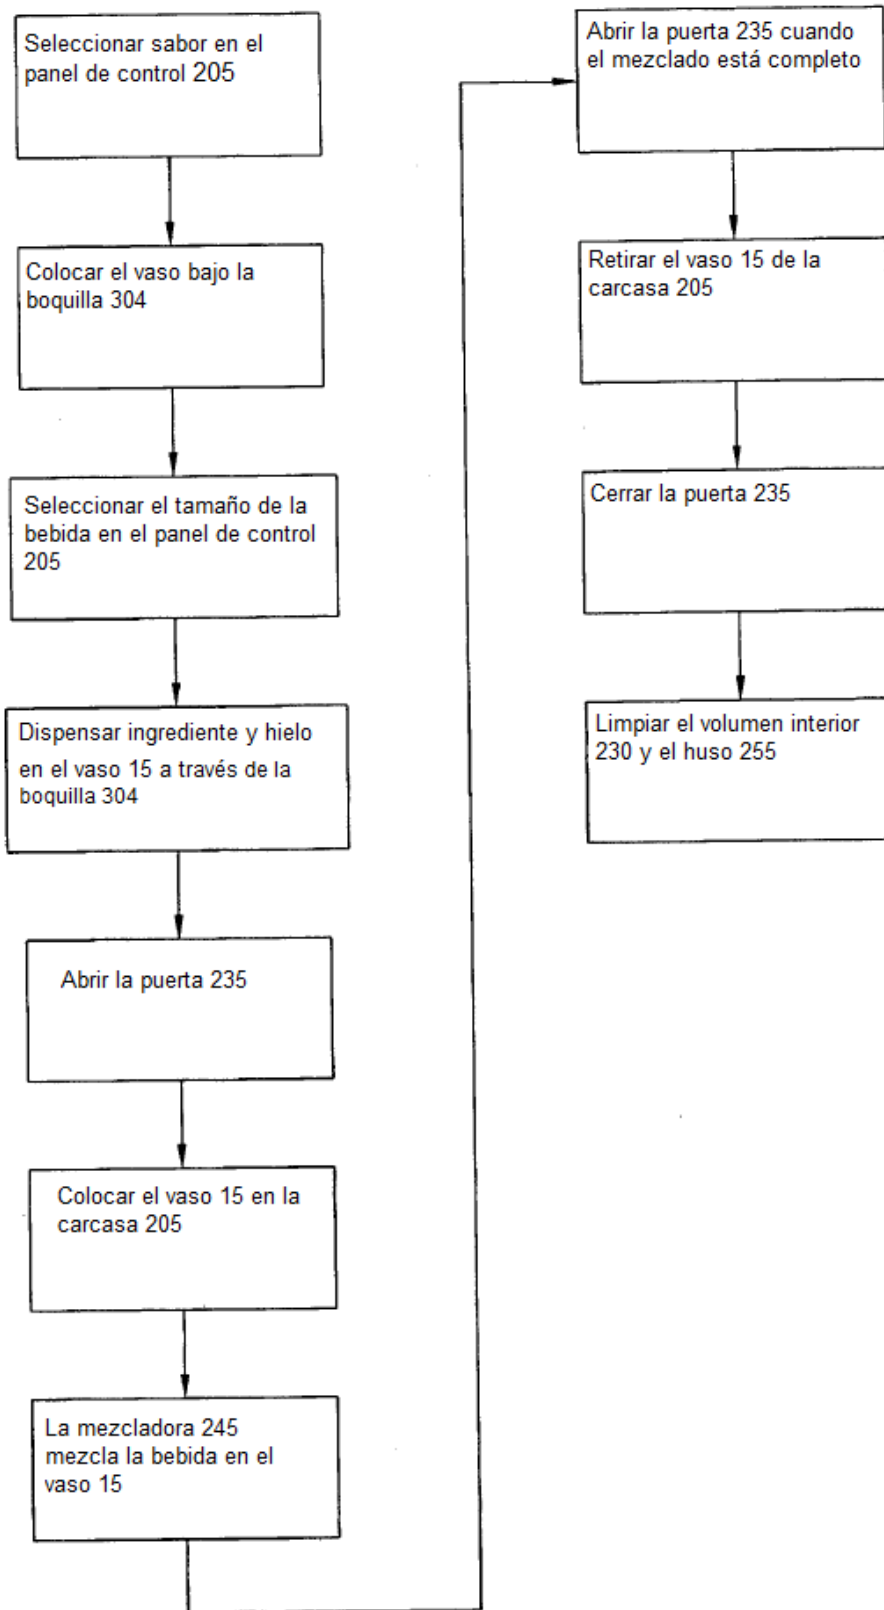 Seleccionar sabor en el
panel de control 205
Colocar el vaso bajo la
boquilla 304
Seleccionar el tamaño de la
bebida en el panel de control
205
Dispensar ingrediente y hielo
en el vaso 15 a través de la
boquilla 304
Abrir la puerta 235
Colocar el vaso 15 en la
carcasa 205
La mezcladora 245
mezcla la bebida en el
vaso 15
Abrir la puerta 235 cuando
el mezclado está completo
Retirar el vaso 15 de la
carcasa 205
Cerrar la puerta 235
Limpiar el volumen interior
230 y el huso 255